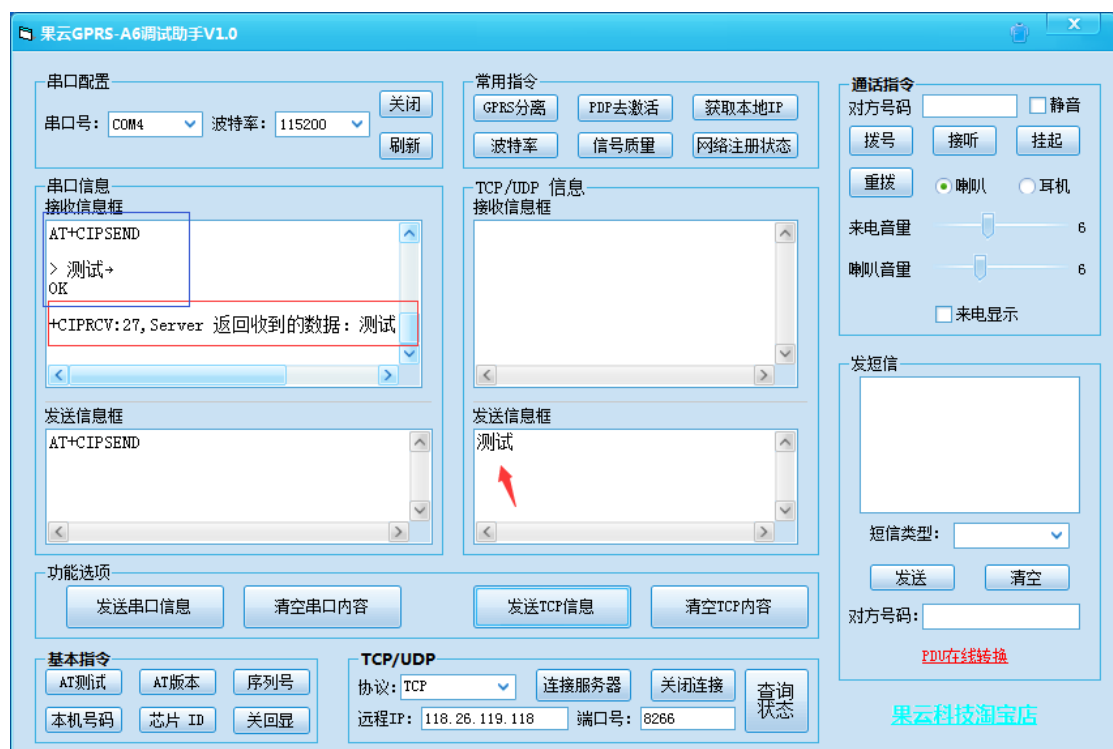 果云GPRS-A6调试助手V1.0
串口配置
串口号: COM4 波特率: 115200
关闭
刷新
常用指令
GPRS分离 PDP去激活 获取本地IP
波特率 信号质量 网络注册状态
通话指令
对方号码 静音
拨号 接听 挂起
重拨 喇叭 耳机
来电音量 6
喇叭音量 6
来电显示
串口信息
接收信息框
AT+CIPSEND
> 测试→
OK
+CIPRCV:27,Server 返回收到的数据: 测试
发送信息框
AT+CIPSEND
TCP/UDP 信息
接收信息框
发送信息框
测试
发短信
短信类型:
发送 清空
对方号码:
PDU在线转换
果云科技淘宝店
功能选项
发送串口信息 清空串口内容 发送TCP信息 清空TCP内容
基本指令
AT测试 AT版本 序列号
本机号码 芯片 ID 关回显
TCP/UDP
协议: TCP 连接服务器 关闭连接
远程IP: 118.26.119.118 端口号: 8266
查询
状态